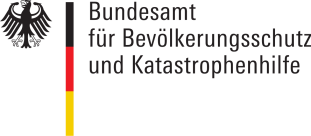 Bundesamt
für Bevölkerungsschutz
und Katastrophenhilfe